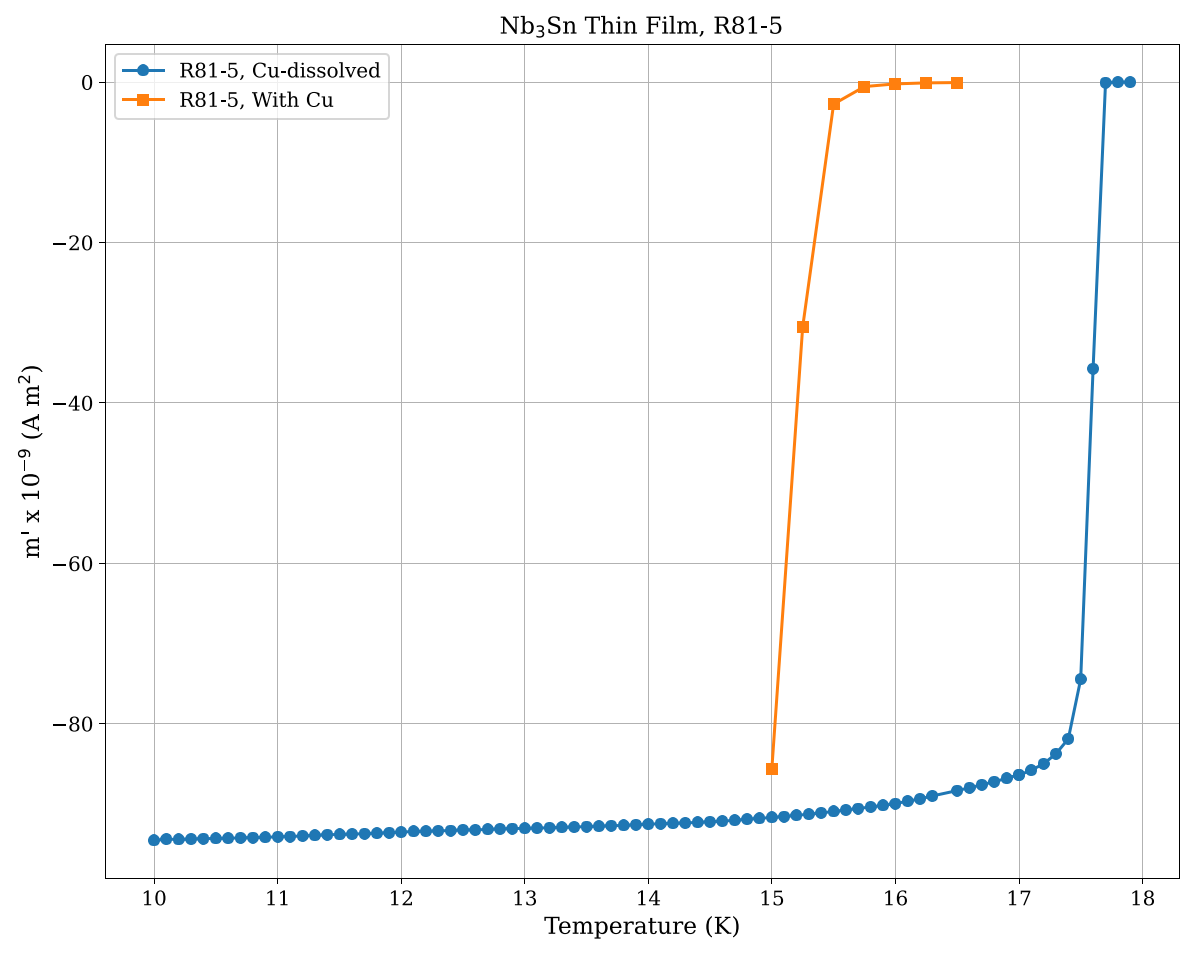 Nb₃Sn Thin Film, R81-5
R81-5, Cu-dissolved
R81-5, With Cu
0
−20
−40
−60
−80
m' x 10⁻⁹ (A m²)
10 11 12 13 14 15 16 17 18
Temperature (K)